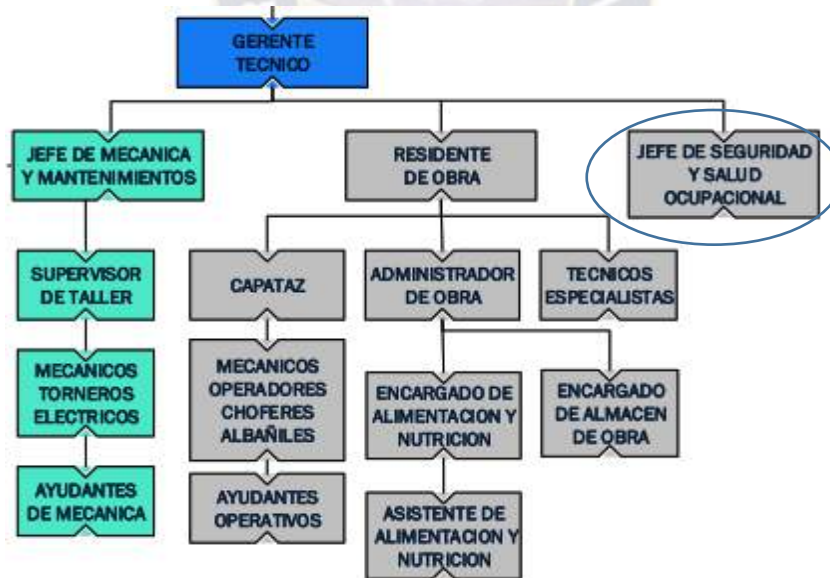 GERENTE
TECNICO
JEFE DE MECANICA
Y MANTENIMIENTOS
RESIDENTE
DE OBRA
JEFE DE SEGURIDAD
Y SALUD
OCUPACIONAL
SUPERVISOR
DE TALLER
CAPATAZ
ADMINISTRADOR
DE OBRA
TECNICOS
ESPECIALISTAS
MECANICOS
TORNEROS
ELECTRICOS
MECANICOS
OPERADORES
CHOFERES
ALBAÑILES
ENCARGADO DE
ALIMENTACION Y
NUTRICION
ENCARGADO
DE ALMACEN
DE OBRA
AYUDANTES
DE MECANICA
AYUDANTES
OPERATIVOS
ASISTENTE DE
ALIMENTACION Y
NUTRICION